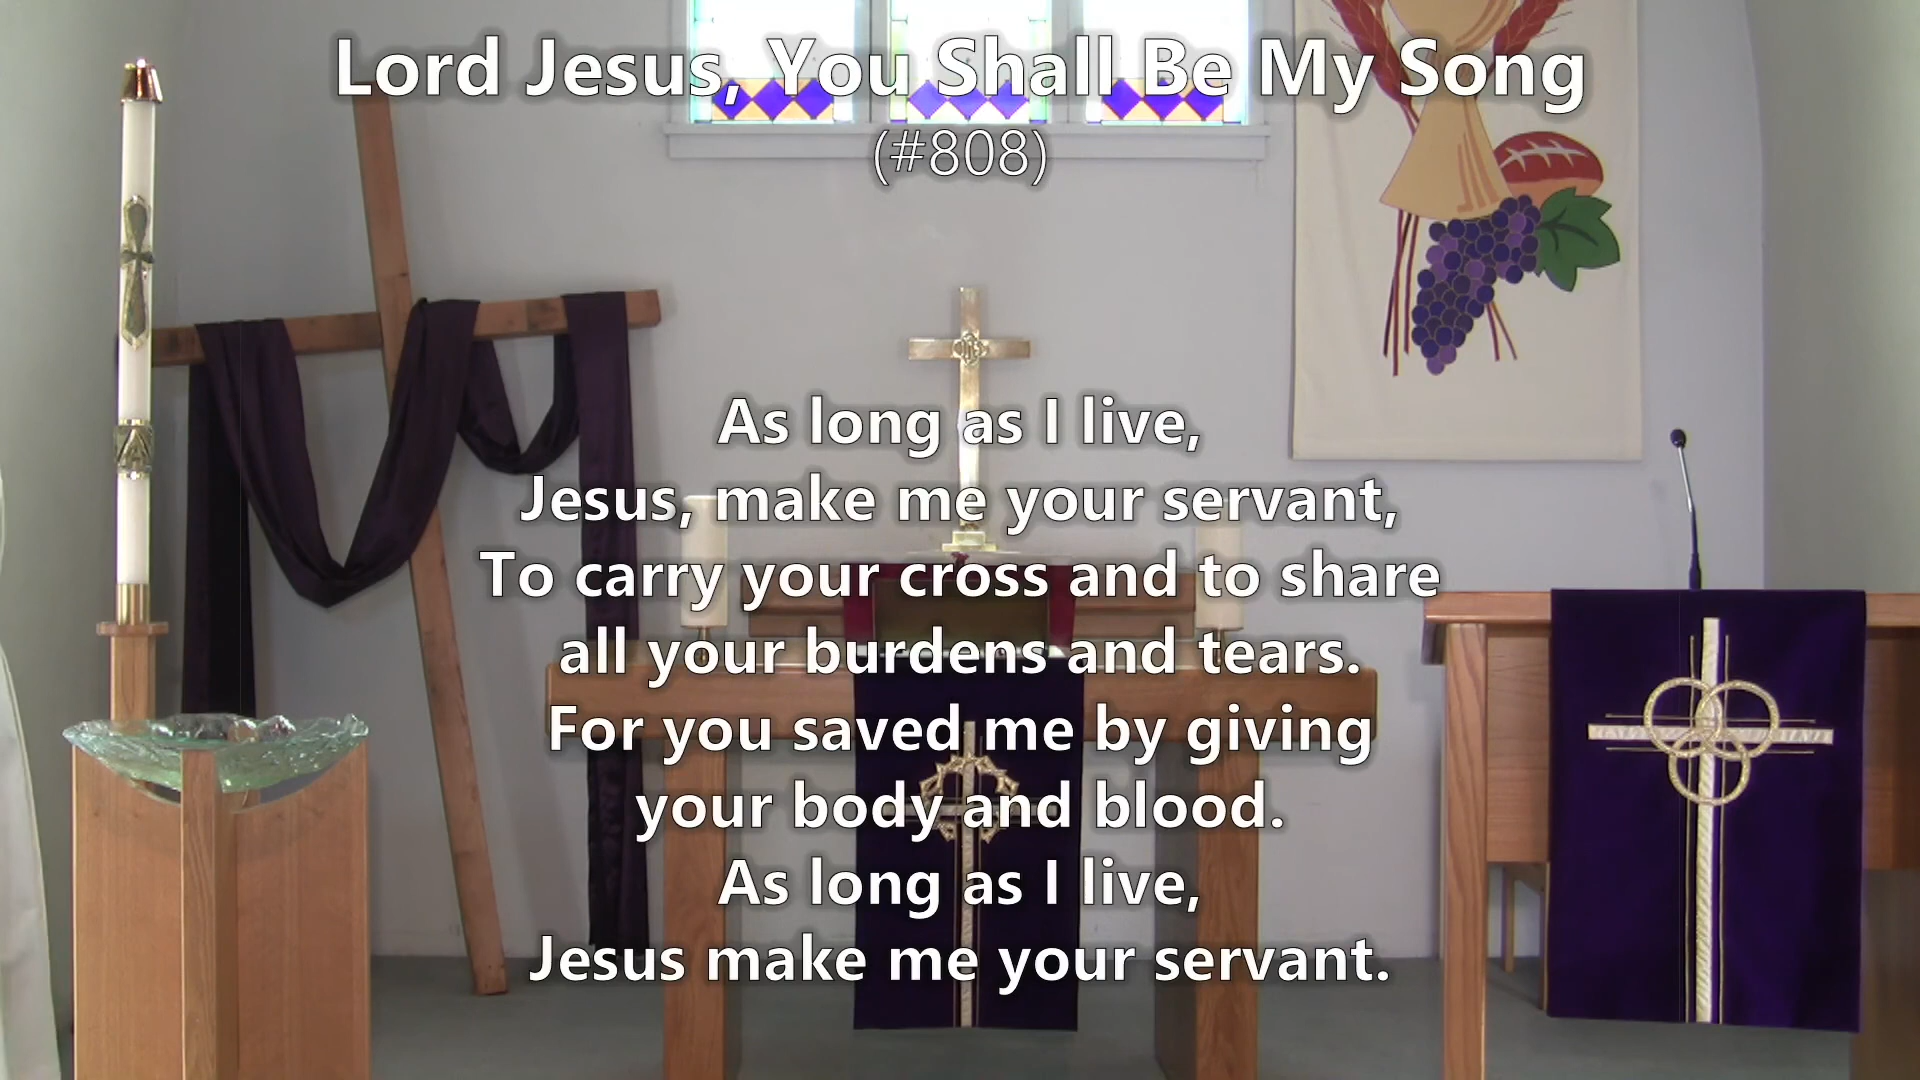 Lord Jesus, You Shall Be My Song
(#808)
As long as I live,
Jesus, make me your servant,
To carry your cross and to share
all your burdens and tears.
For you saved me by giving
your body and blood.
As long as I live,
Jesus make me your servant.